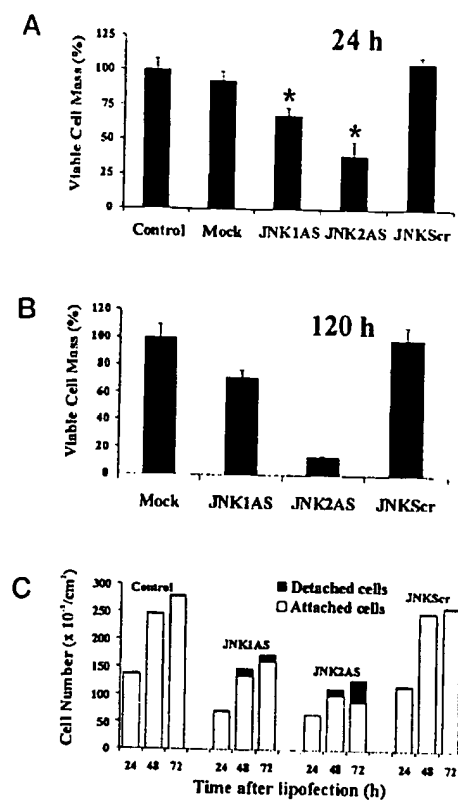 A
24 h
Viable Cell Mass (%)
125
100
75
50
25
0
*
*
Control Mock JNK1AS JNK2AS JNKScr
B
120 h
Viable Cell Mass (%)
120
100
80
60
40
20
0
Mock JNK1AS JNK2AS JNKScr
C
Cell Number (x 10⁻³/cm²)
300
250
200
150
100
50
0
Control
JNK1AS
JNK2AS
JNKScr
Detached cells
Attached cells
24 48 72 24 48 72 24 48 72 24 48 72
Time after lipofection (h)